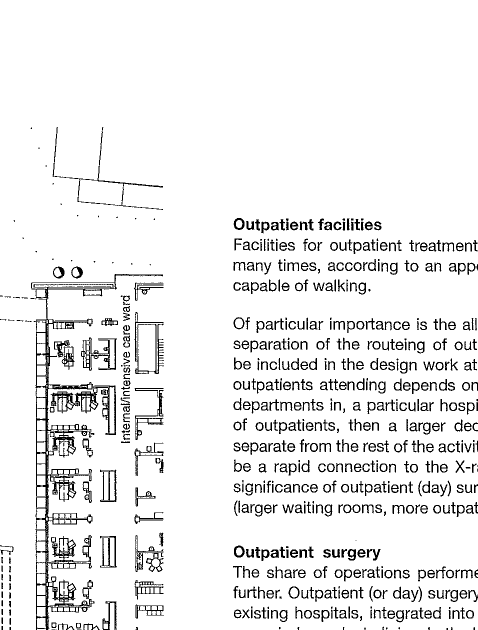 Internal/intensive care ward
Outpatient facilities
Facilities for outpatient treatment
many times, according to an appo
capable of walking.
Of particular importance is the all
separation of the routeing of out
be included in the design work at
outpatients attending depends on
departments in, a particular hospi
of outpatients, then a larger dec
separate from the rest of the activit
be a rapid connection to the X-ra
significance of outpatient (day) sur
(larger waiting rooms, more outpat
Outpatient surgery
The share of operations performe
further. Outpatient (or day) surgery
existing hospitals, integrated into